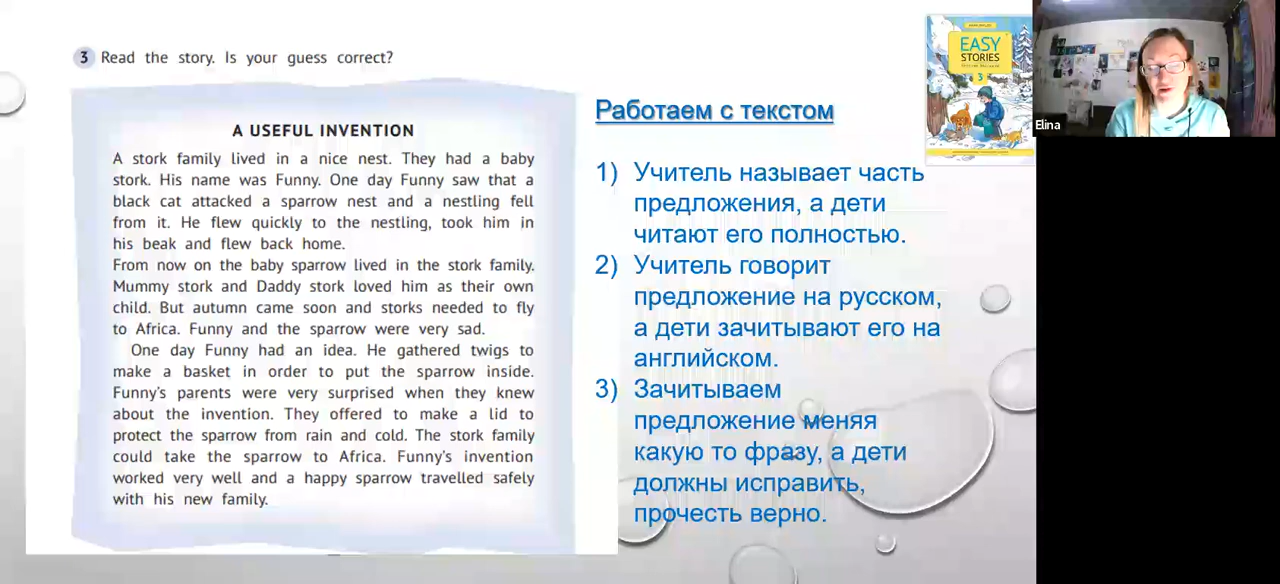 3 Read the story. Is your guess correct?
A USEFUL INVENTION
A stork family lived in a nice nest. They had a baby
stork. His name was Funny. One day Funny saw that a
black cat attacked a sparrow nest and a nestling fell
from it. He flew quickly to the nestling, took him in
his beak and flew back home.
From now on the baby sparrow lived in the stork family.
Mummy stork and Daddy stork loved him as their own
child. But autumn came soon and storks needed to fly
to Africa. Funny and the sparrow were very sad.
One day Funny had an idea. He gathered twigs to
make a basket in order to put the sparrow inside.
Funny's parents were very surprised when they knew
about the invention. They offered to make a lid to
protect the sparrow from rain and cold. The stork family
could take the sparrow to Africa. Funny's invention
worked very well and a happy sparrow travelled safely
with his new family.
Работаем с текстом
1) Учитель называет часть
предложения, а дети
читают его полностью.
2) Учитель говорит
предложение на русском,
а дети зачитывают его на
английском.
3) Зачитываем
предложение меняя
какую то фразу, а дети
должны исправить,
прочесть верно.
EASY
STORIES
3
Elina